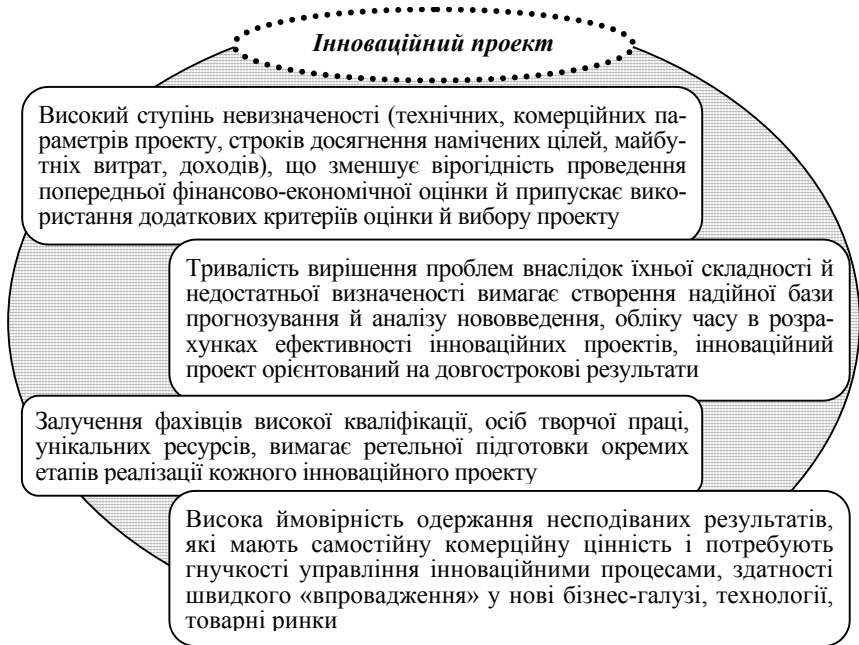 Інноваційний проект
Високий ступінь невизначеності (технічних, комерційних па-
раметрів проекту, строків досягнення намічених цілей, майбу-
тніх витрат, доходів), що зменшує вірогідність проведення
попередньої фінансово-економічної оцінки й припускає вико-
ристання додаткових критеріїв оцінки й вибору проекту
Тривалість вирішення проблем внаслідок їхньої складності й
недостатньої визначеності вимагає створення надійної бази
прогнозування й аналізу нововведення, обліку часу в розра-
хунках ефективності інноваційних проектів, інноваційний
проект орієнтований на довгострокові результати
Залучення фахівців високої кваліфікації, осіб творчої праці,
унікальних ресурсів, вимагає ретельної підготовки окремих
етапів реалізації кожного інноваційного проекту
Висока ймовірність одержання несподіваних результатів,
які мають самостійну комерційну цінність і потребують
гнучкості управління інноваційними процесами, здатності
швидкого «впровадження» у нові бізнес-галузі, технології,
товарні ринки